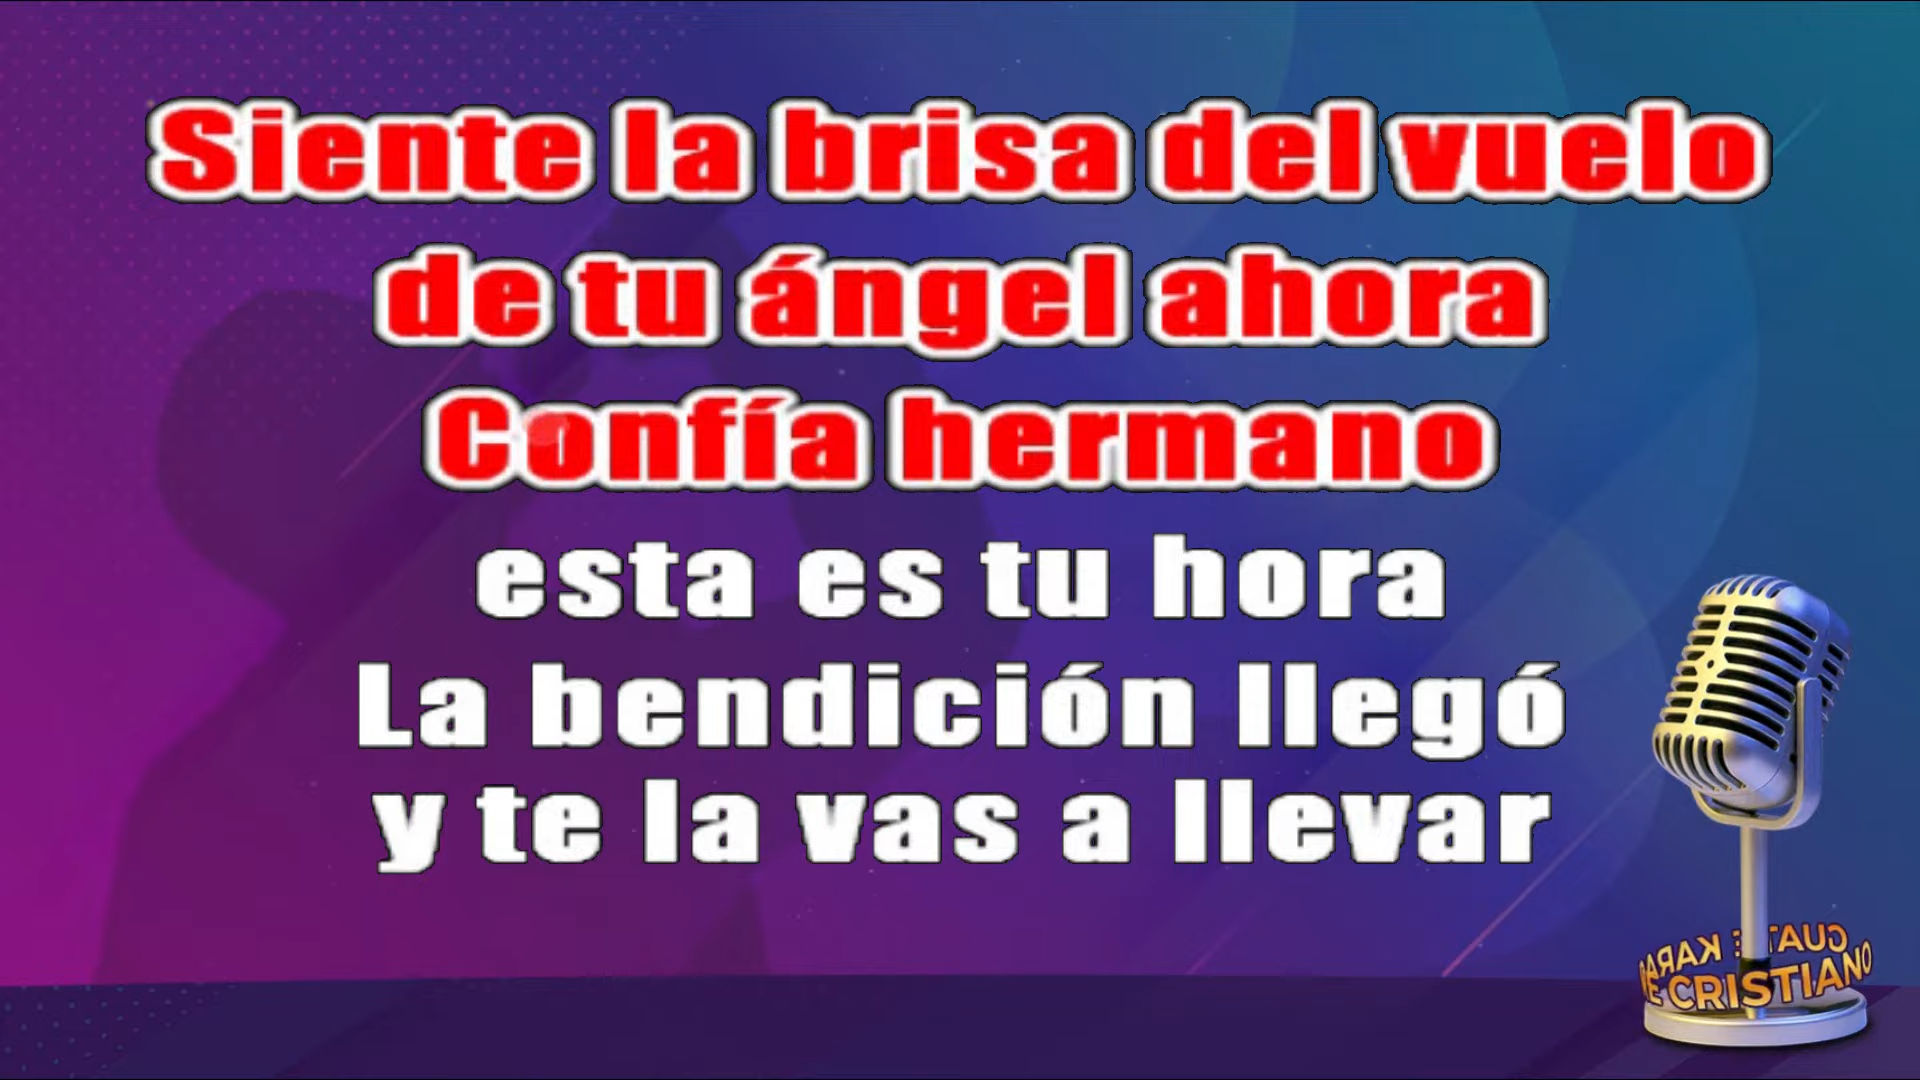 Siente la brisa del vuelo
de tu ángel ahora
Confía hermano
esta es tu hora
La bendición llegó
y te la vas a llevar
CRISTIANO